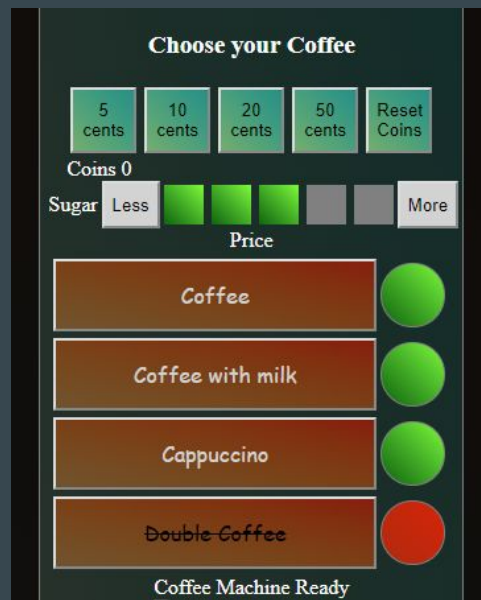 Choose your Coffee
5 cents
10 cents
20 cents
50 cents
Reset Coins
Coins 0
Sugar Less More
Price
Coffee
Coffee with milk
Cappuccino
Double Coffee
Coffee Machine Ready